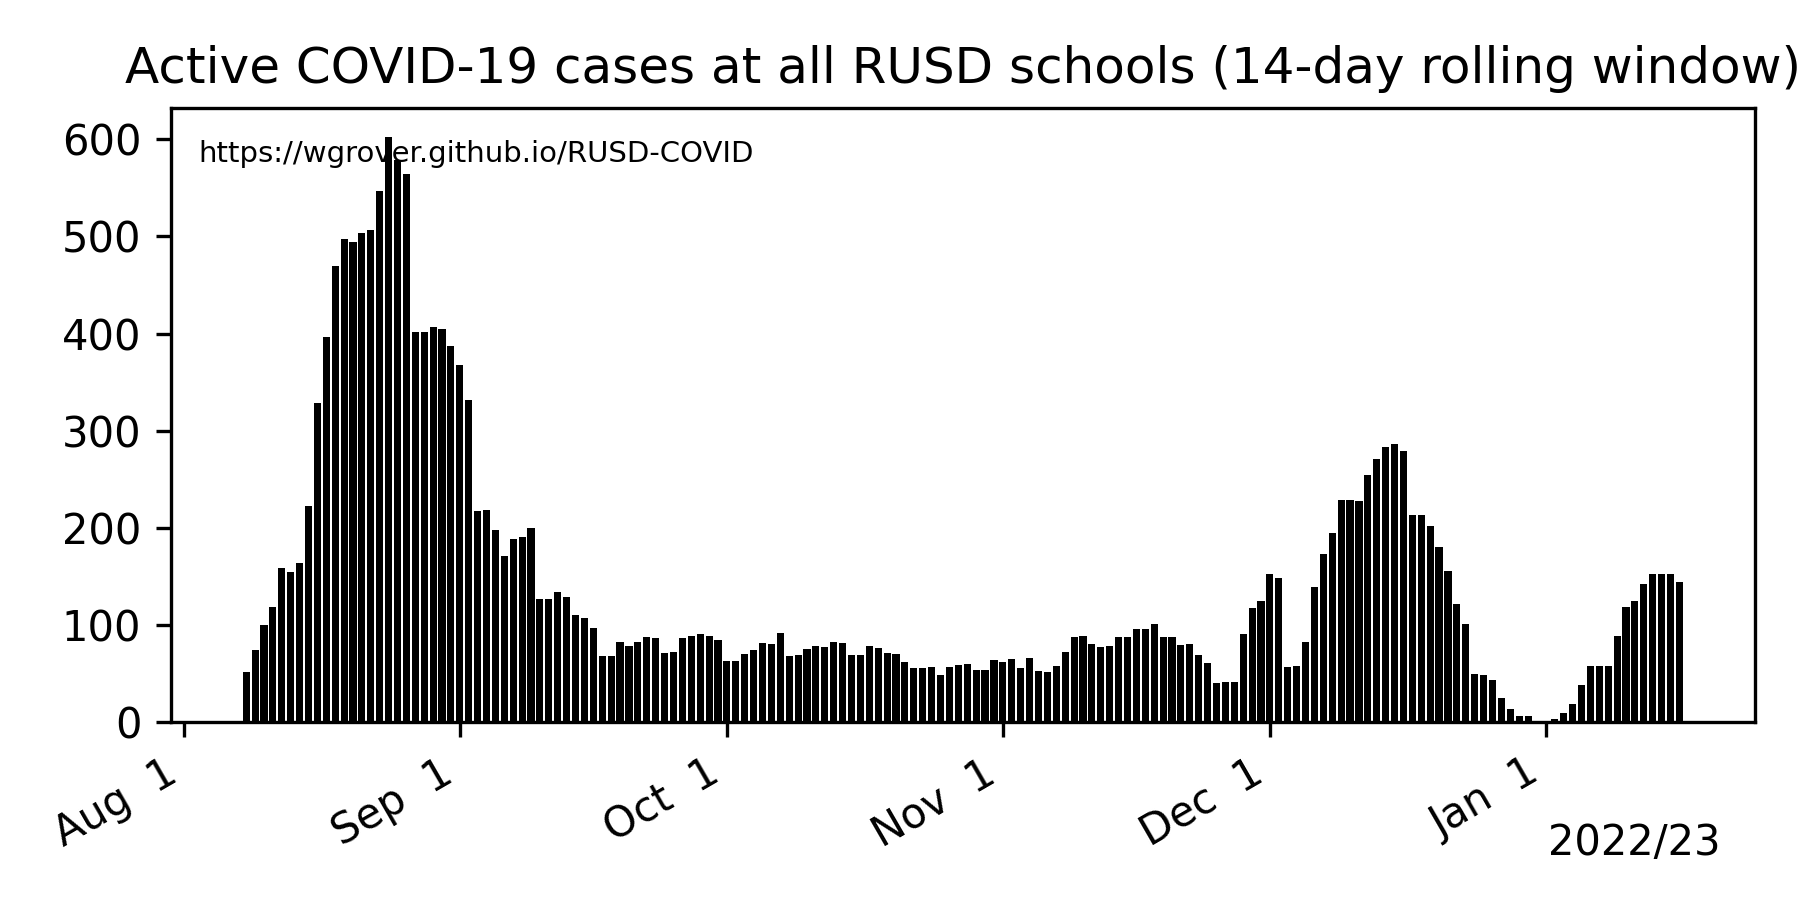 Active COVID-19 cases at all RUSD schools (14-day rolling window)
https://wgrover.github.io/RUSD-COVID
600
500
400
300
200
100
0
Aug 1
Sep 1
Oct 1
Nov 1
Dec 1
Jan 1
2022/23